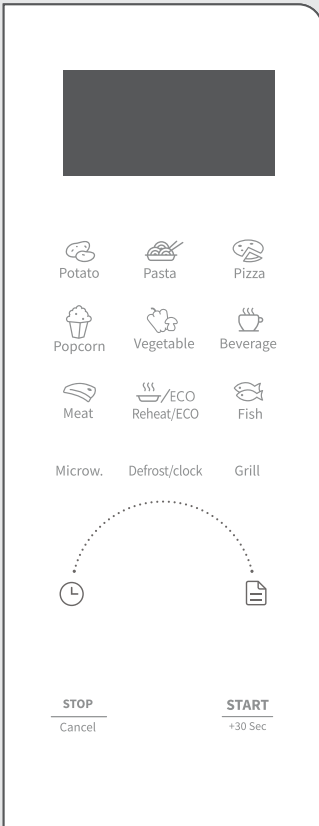 Potato Pasta Pizza
Popcorn Vegetable Beverage
/ECO
Meat Reheat/ECO Fish
Microw. Defrost/clock Grill
STOP START
Cancel +30 Sec